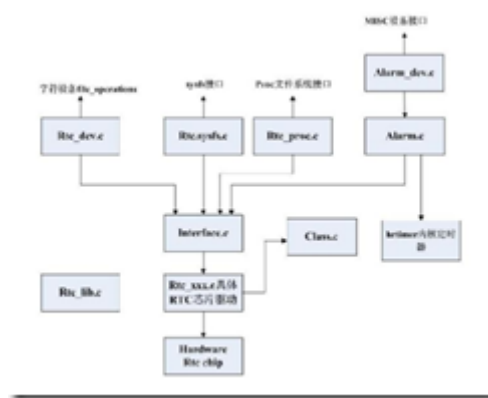 MISC设备接口
字符设备file_operations
sysfs接口
Proc文件系统接口
Alarm_dev.c
Rtc_dev.c
Rtc.sysfs.c
Rtc_proc.c
Alarm.c
Interface.c
Class.c
hrtimer内核定时
器
Rtc_lib.c
Rtc_xxx.c具体
RTC芯片驱动
Hardware
Rtc chip